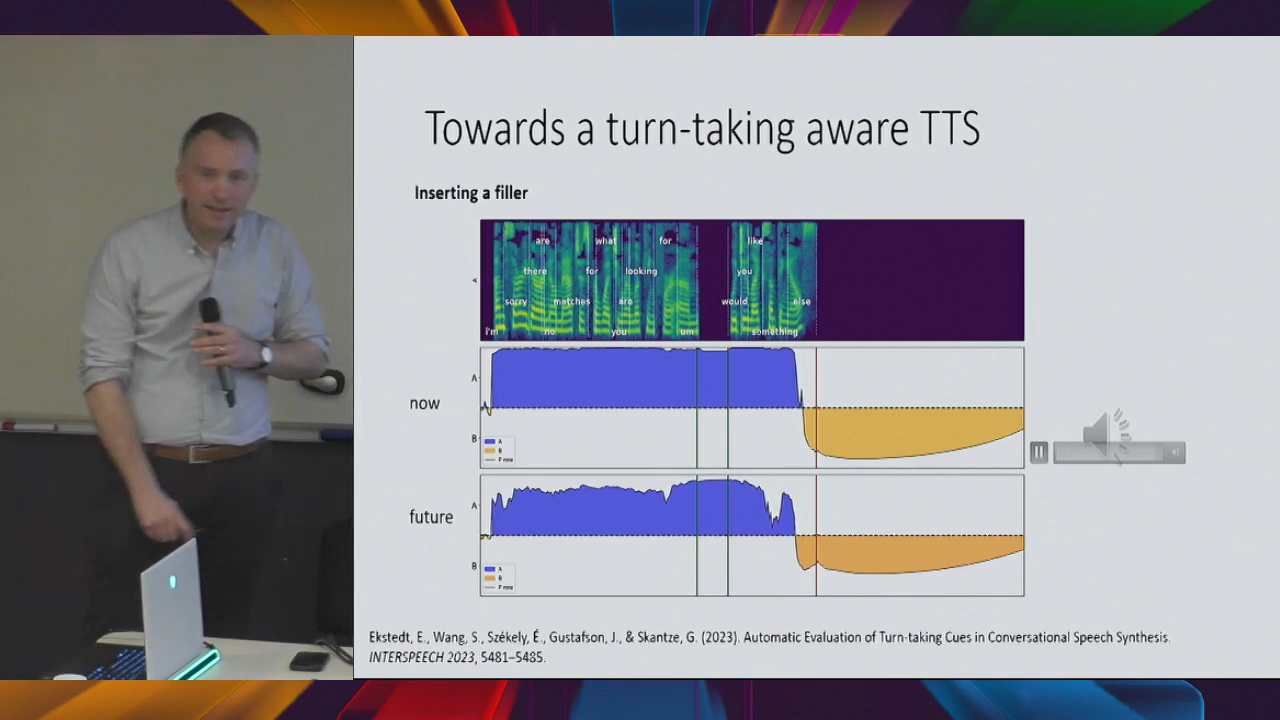 Towards a turn-taking aware TTS
Inserting a filler
are what for like
there for looking you
sorry matches are would else
i'm no you um something
A
now
A
B
A
B
P now
future
A
B
A
B
P now
Ekstedt, E., Wang, S., Székely, É., Gustafson, J., & Skantze, G. (2023). Automatic Evaluation of Turn-taking Cues in Conversational Speech Synthesis.
INTERSPEECH 2023, 5481–5485.